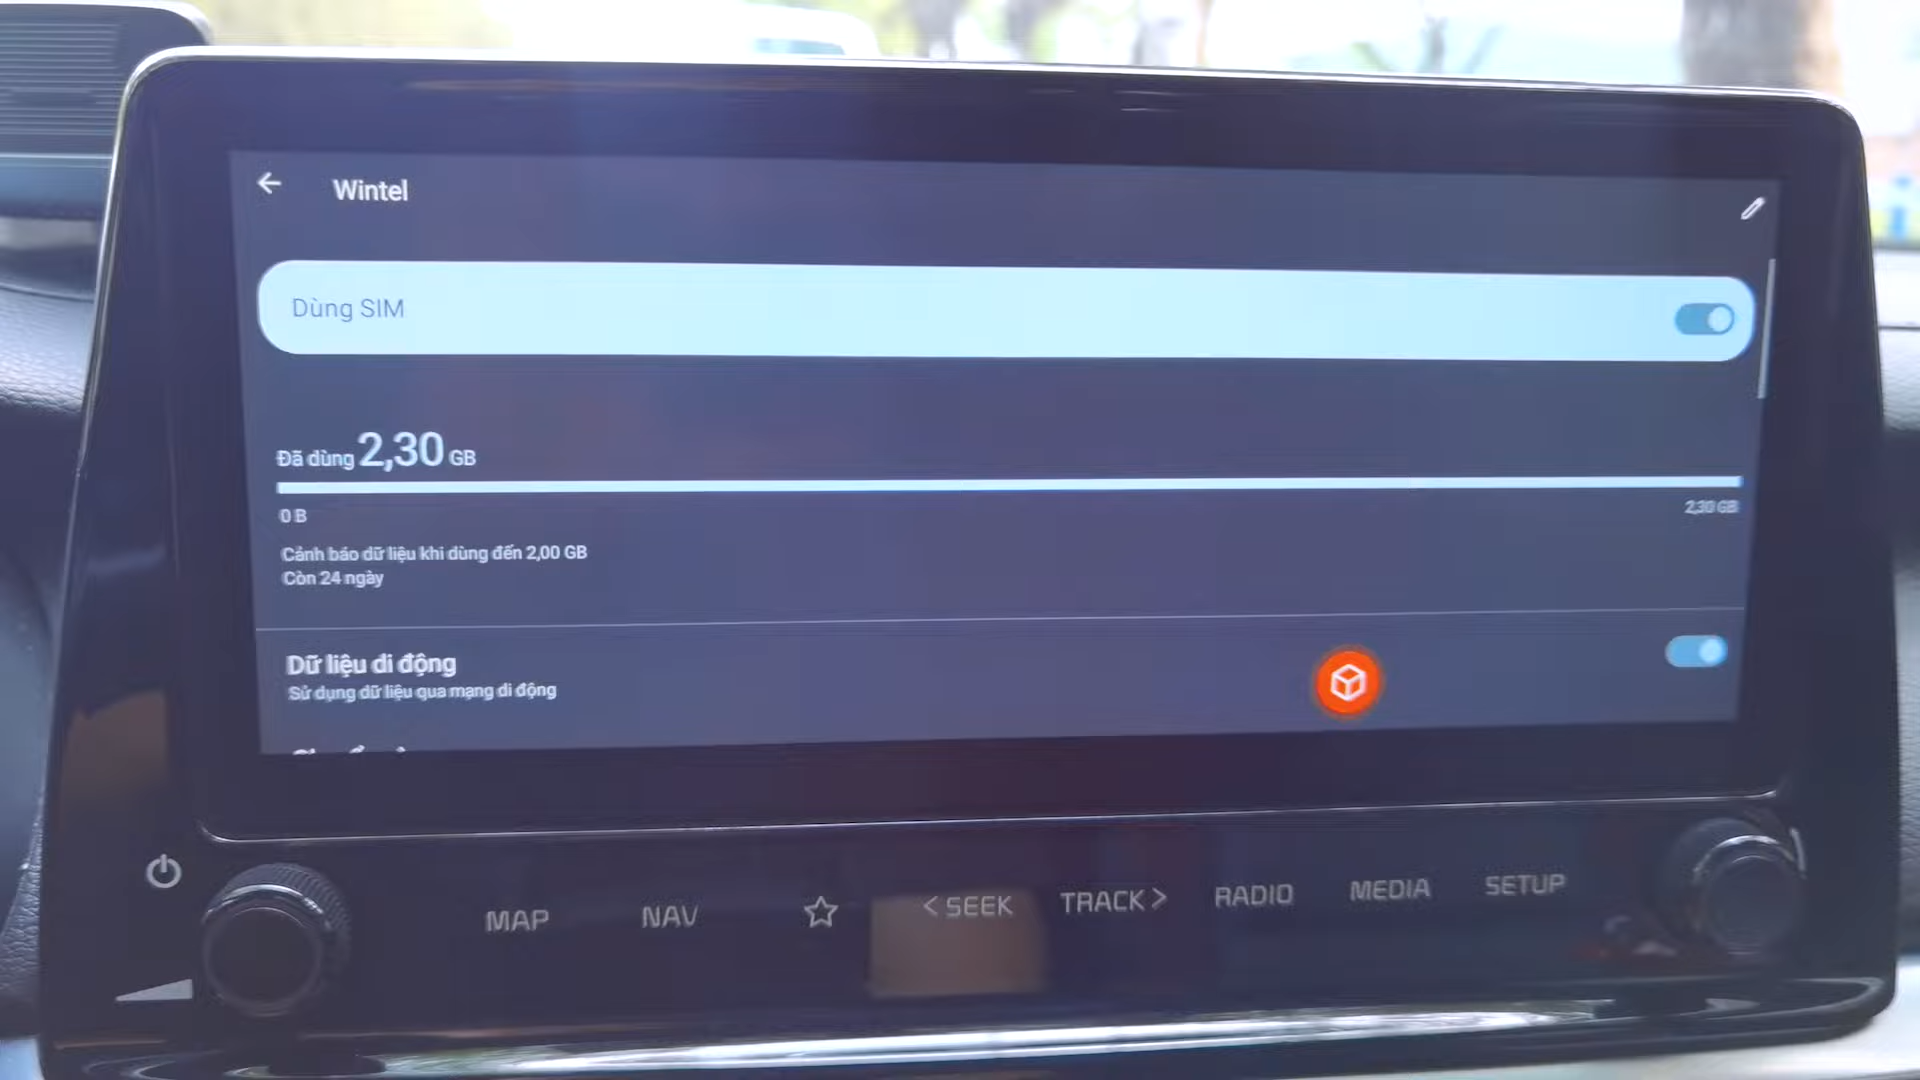 Wintel
Dùng SIM
Đã dùng 2,30 GB
0 B
2,30 GB
Cảnh báo dữ liệu khi dùng đến 2,00 GB
Còn 24 ngày
Dữ liệu di động
Sử dụng dữ liệu qua mạng di động
MAP
NAV
< SEEK
TRACK >
RADIO
MEDIA
SETUP